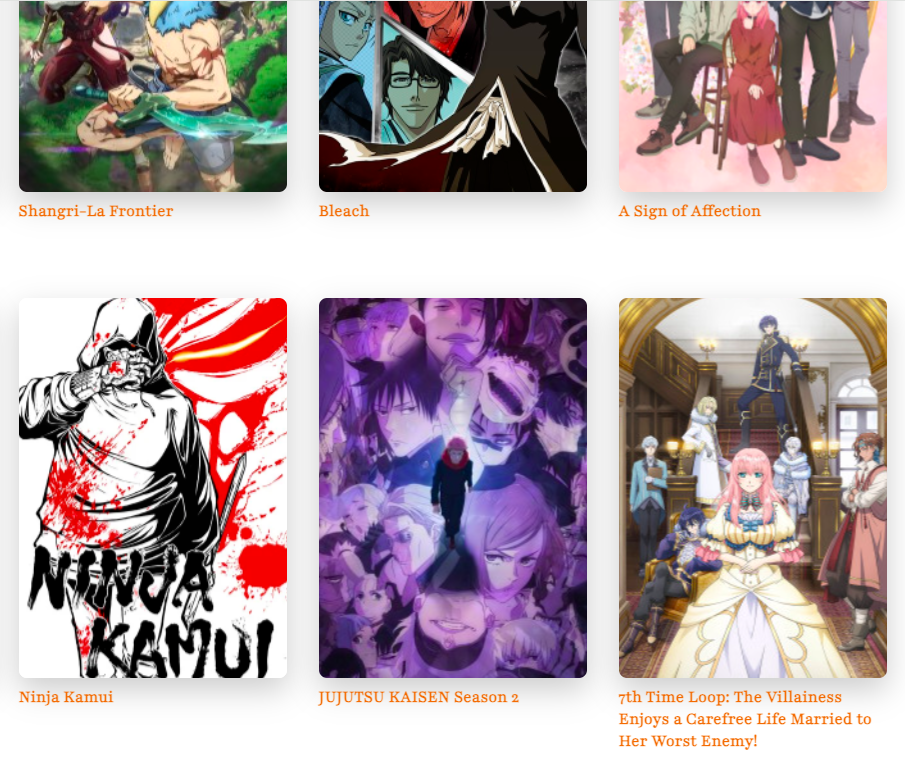 Shangri-La Frontier
Bleach
A Sign of Affection
NINJA
KAMUI
Ninja Kamui
JUJUTSU KAISEN Season 2
7th Time Loop: The Villainess
Enjoys a Carefree Life Married to
Her Worst Enemy!